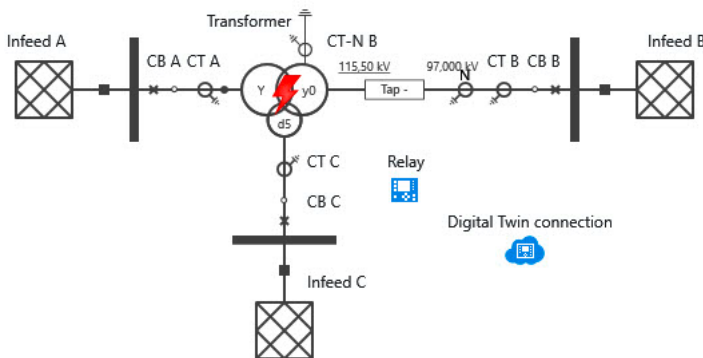 Transformer
Infeed A
CB A CT A
CT-N B
115,50 kV
97,000 kV
CT B CB B
Infeed B
Y
y0
d5
Tap -
N
CT C
Relay
CB C
Digital Twin connection
Infeed C